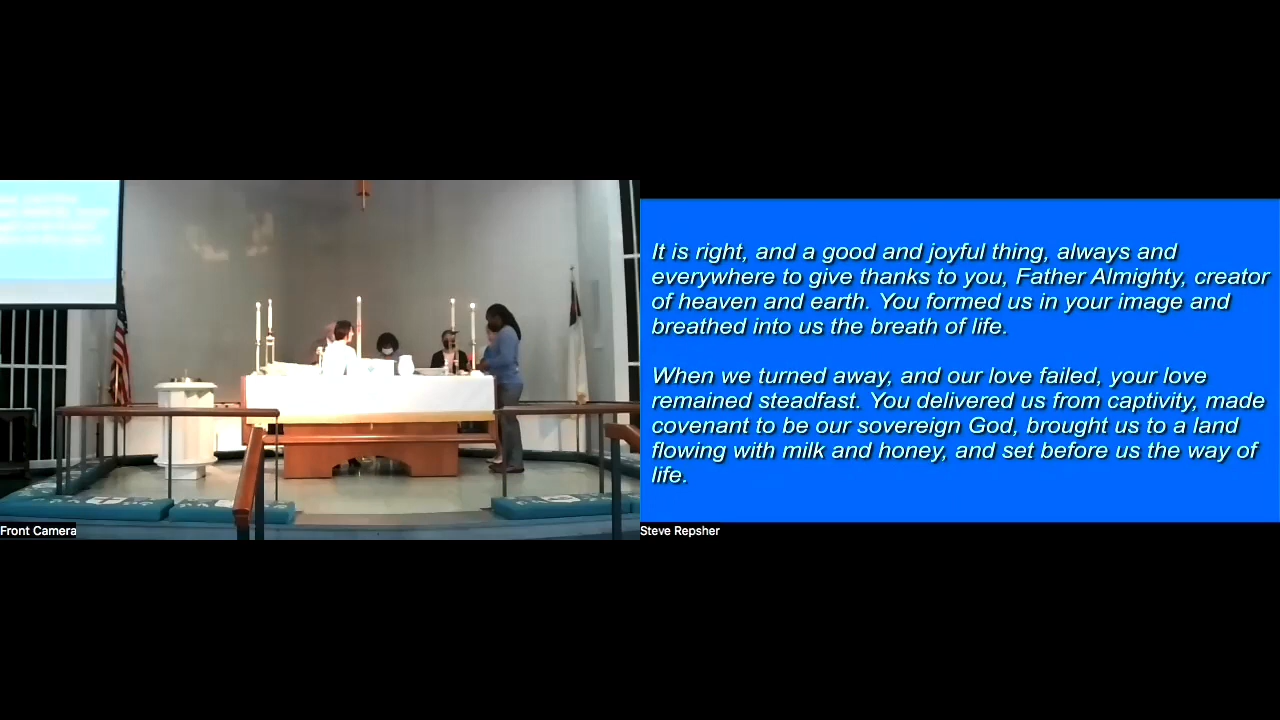 It is right, and a good and joyful thing, always and
everywhere to give thanks to you, Father Almighty, creator
of heaven and earth. You formed us in your image and
breathed into us the breath of life.
When we turned away, and our love failed, your love
remained steadfast. You delivered us from captivity, made
covenant to be our sovereign God, brought us to a land
flowing with milk and honey, and set before us the way of
life.
Front Camera
Steve Repsher